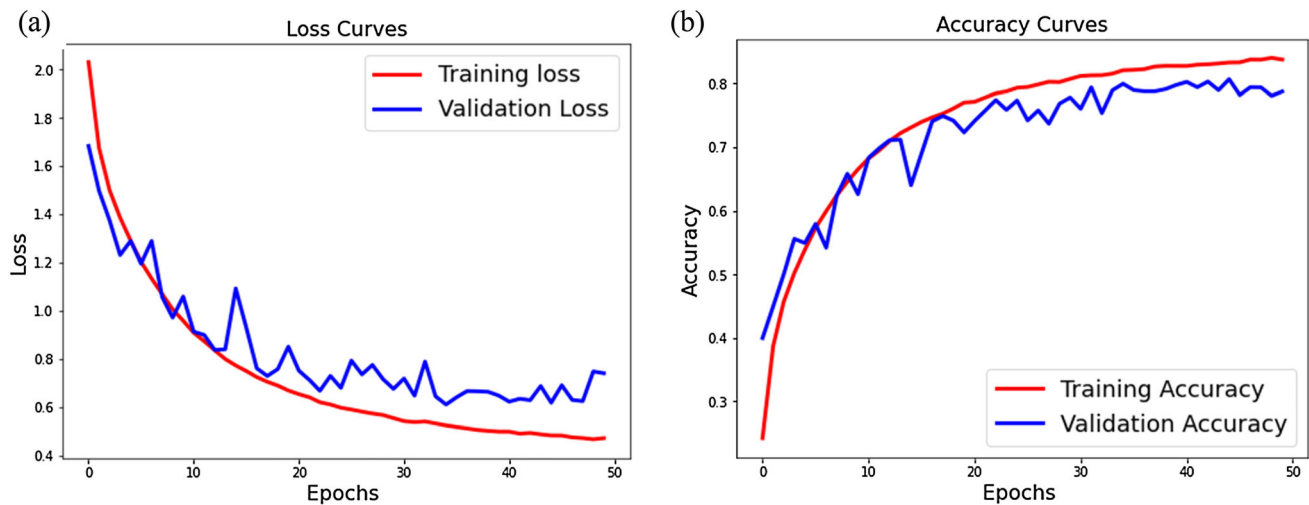 (a)
Loss Curves
Training loss
Validation Loss
2.0
1.8
1.6
1.4
1.2
1.0
0.8
0.6
0.4
Loss
0 10 20 30 40 50
Epochs
(b)
Accuracy Curves
0.8
0.7
0.6
0.5
0.4
0.3
Accuracy
Training Accuracy
Validation Accuracy
0 10 20 30 40 50
Epochs